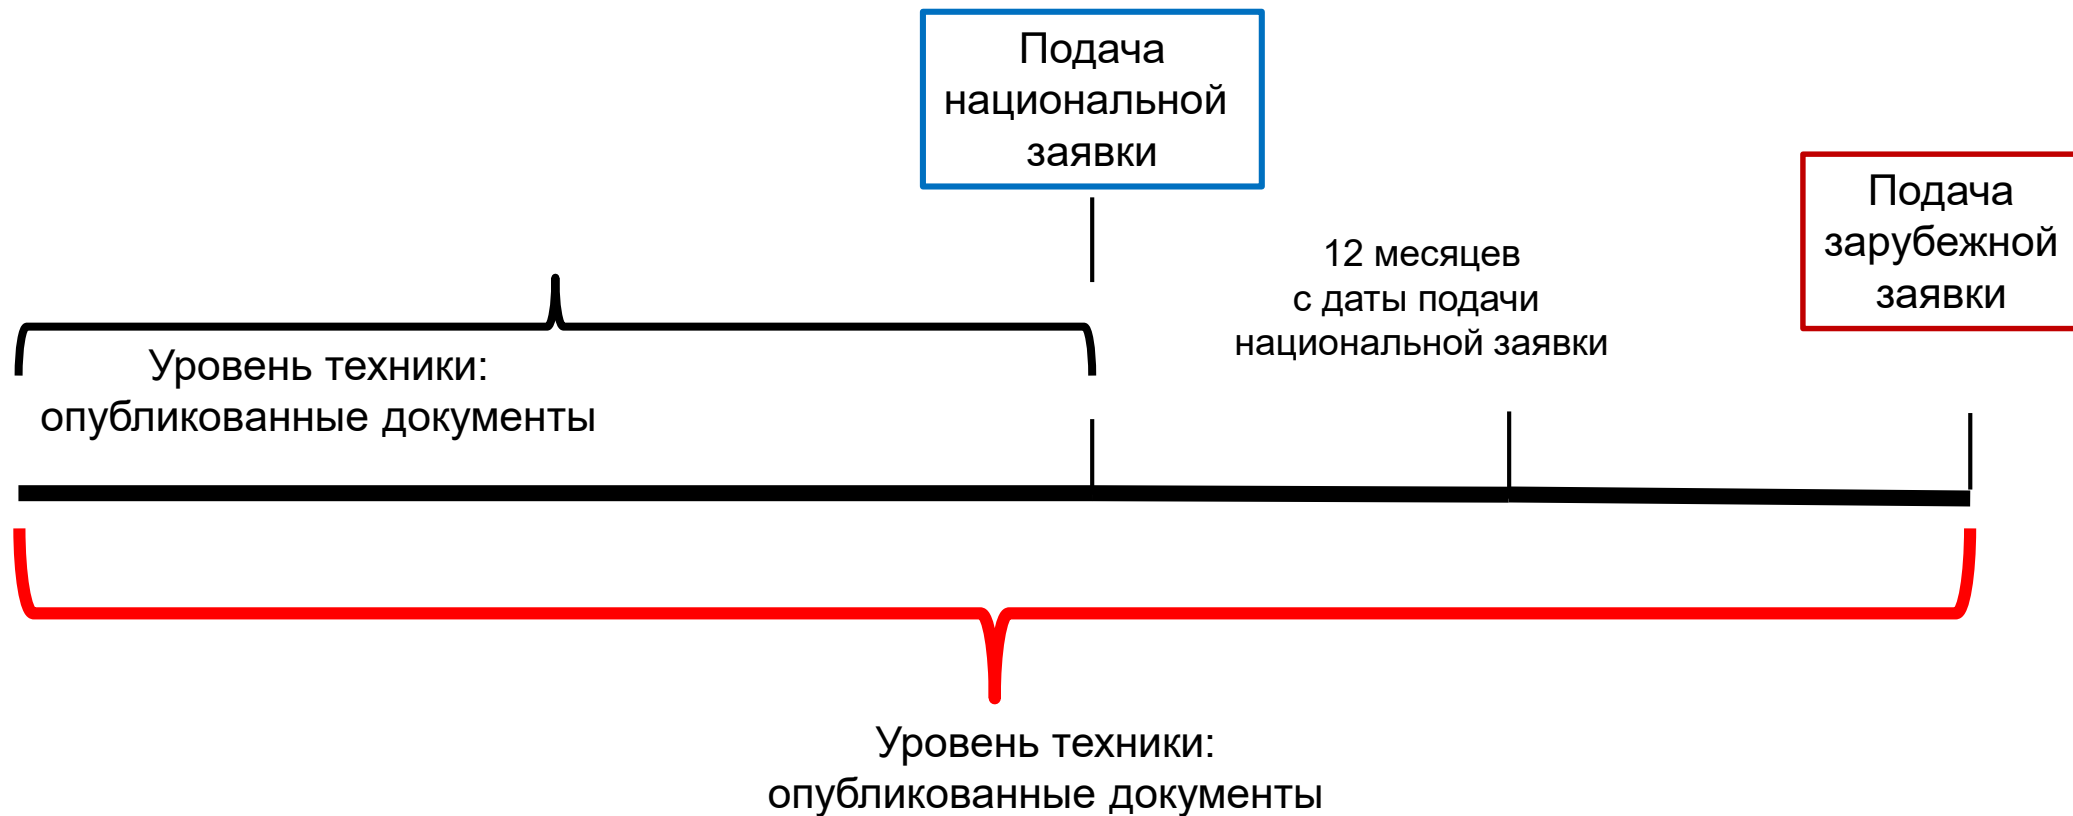 Подача
национальной
заявки
Подача
зарубежной
заявки
12 месяцев
с даты подачи
национальной заявки
Уровень техники:
опубликованные документы
Уровень техники:
опубликованные документы